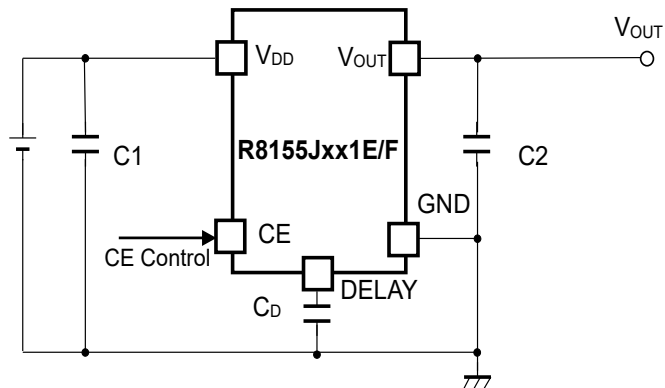 VOUT
VDD
VOUT
R8155Jxx1E/F
C1
C2
GND
CE
CE Control
DELAY
CD